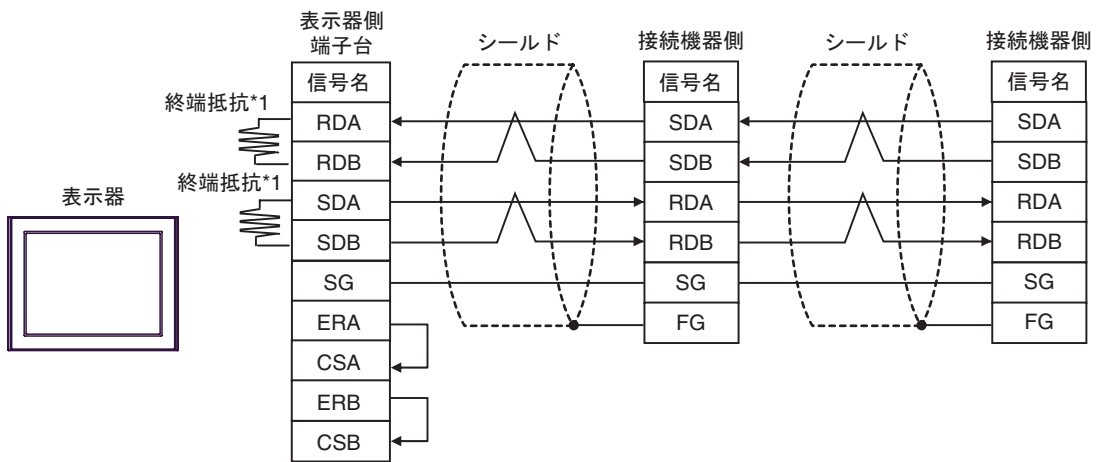 表示器
終端抵抗*1
終端抵抗*1
表示器側
端子台
信号名
RDA
RDB
SDA
SDB
SG
ERA
CSA
ERB
CSB
シールド
接続機器側
信号名
SDA
SDB
RDA
RDB
SG
FG
シールド
接続機器側
信号名
SDA
SDB
RDA
RDB
SG
FG